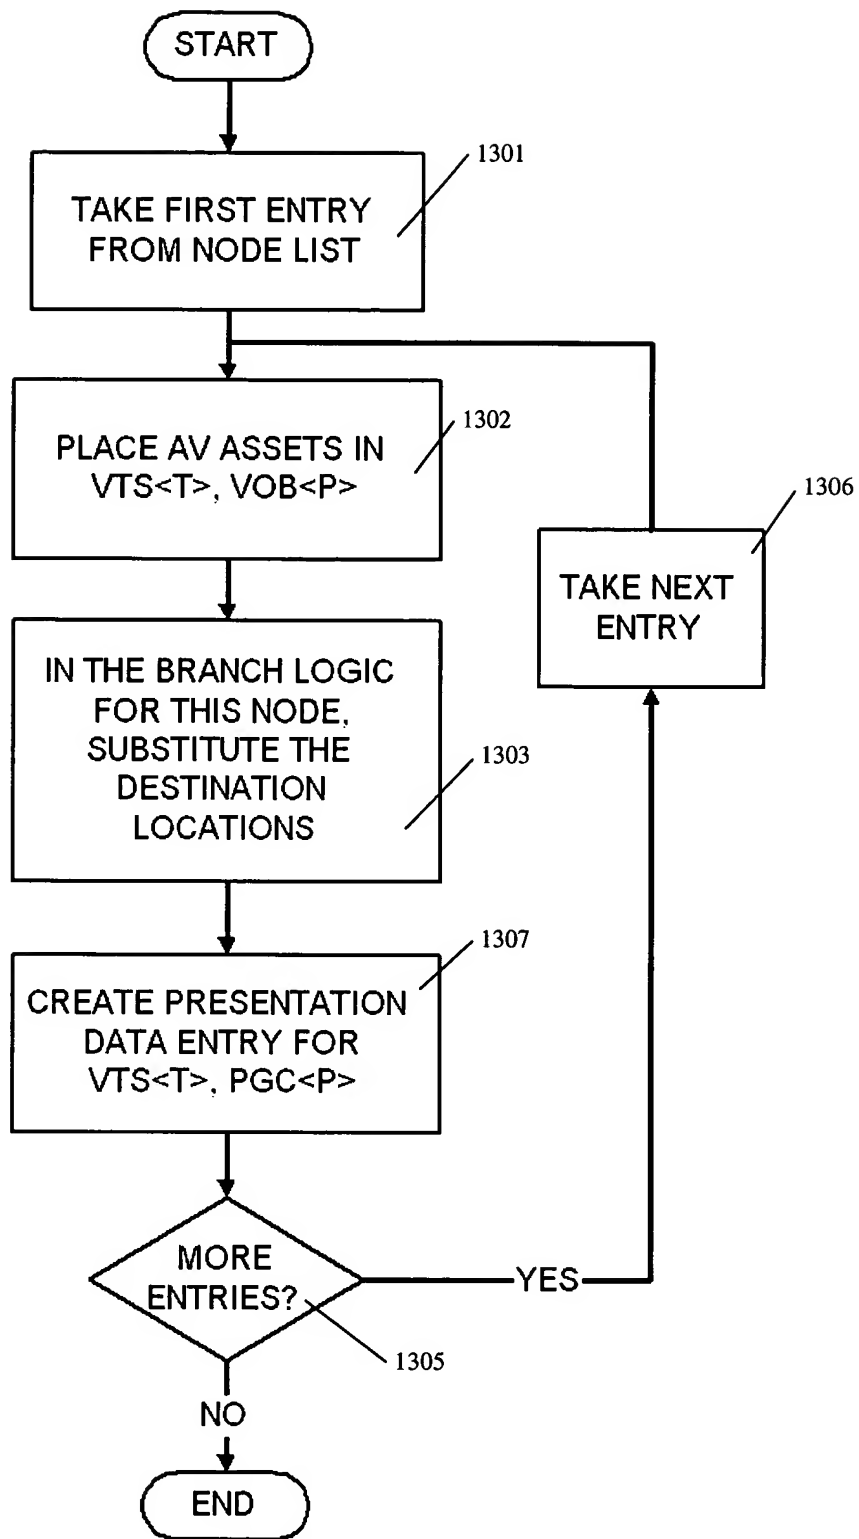 START
1301
TAKE FIRST ENTRY
FROM NODE LIST
1302
PLACE AV ASSETS IN
VTS<T>, VOB<P>
1306
TAKE NEXT
ENTRY
IN THE BRANCH LOGIC
FOR THIS NODE,
SUBSTITUTE THE
DESTINATION
LOCATIONS
1303
1307
CREATE PRESENTATION
DATA ENTRY FOR
VTS<T>, PGC<P>
MORE
ENTRIES?
YES
1305
NO
END